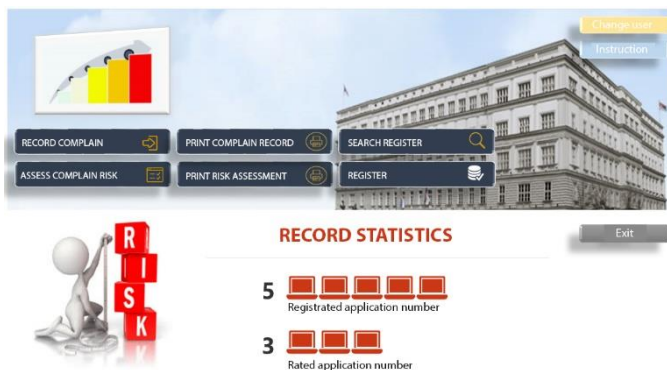 Change user
Instruction
RECORD COMPLAIN
PRINT COMPLAIN RECORD
SEARCH REGISTER
ASSESS COMPLAIN RISK
PRINT RISK ASSESSMENT
REGISTER
RISK
RECORD STATISTICS
Exit
5
Registrated application number
3
Rated application number